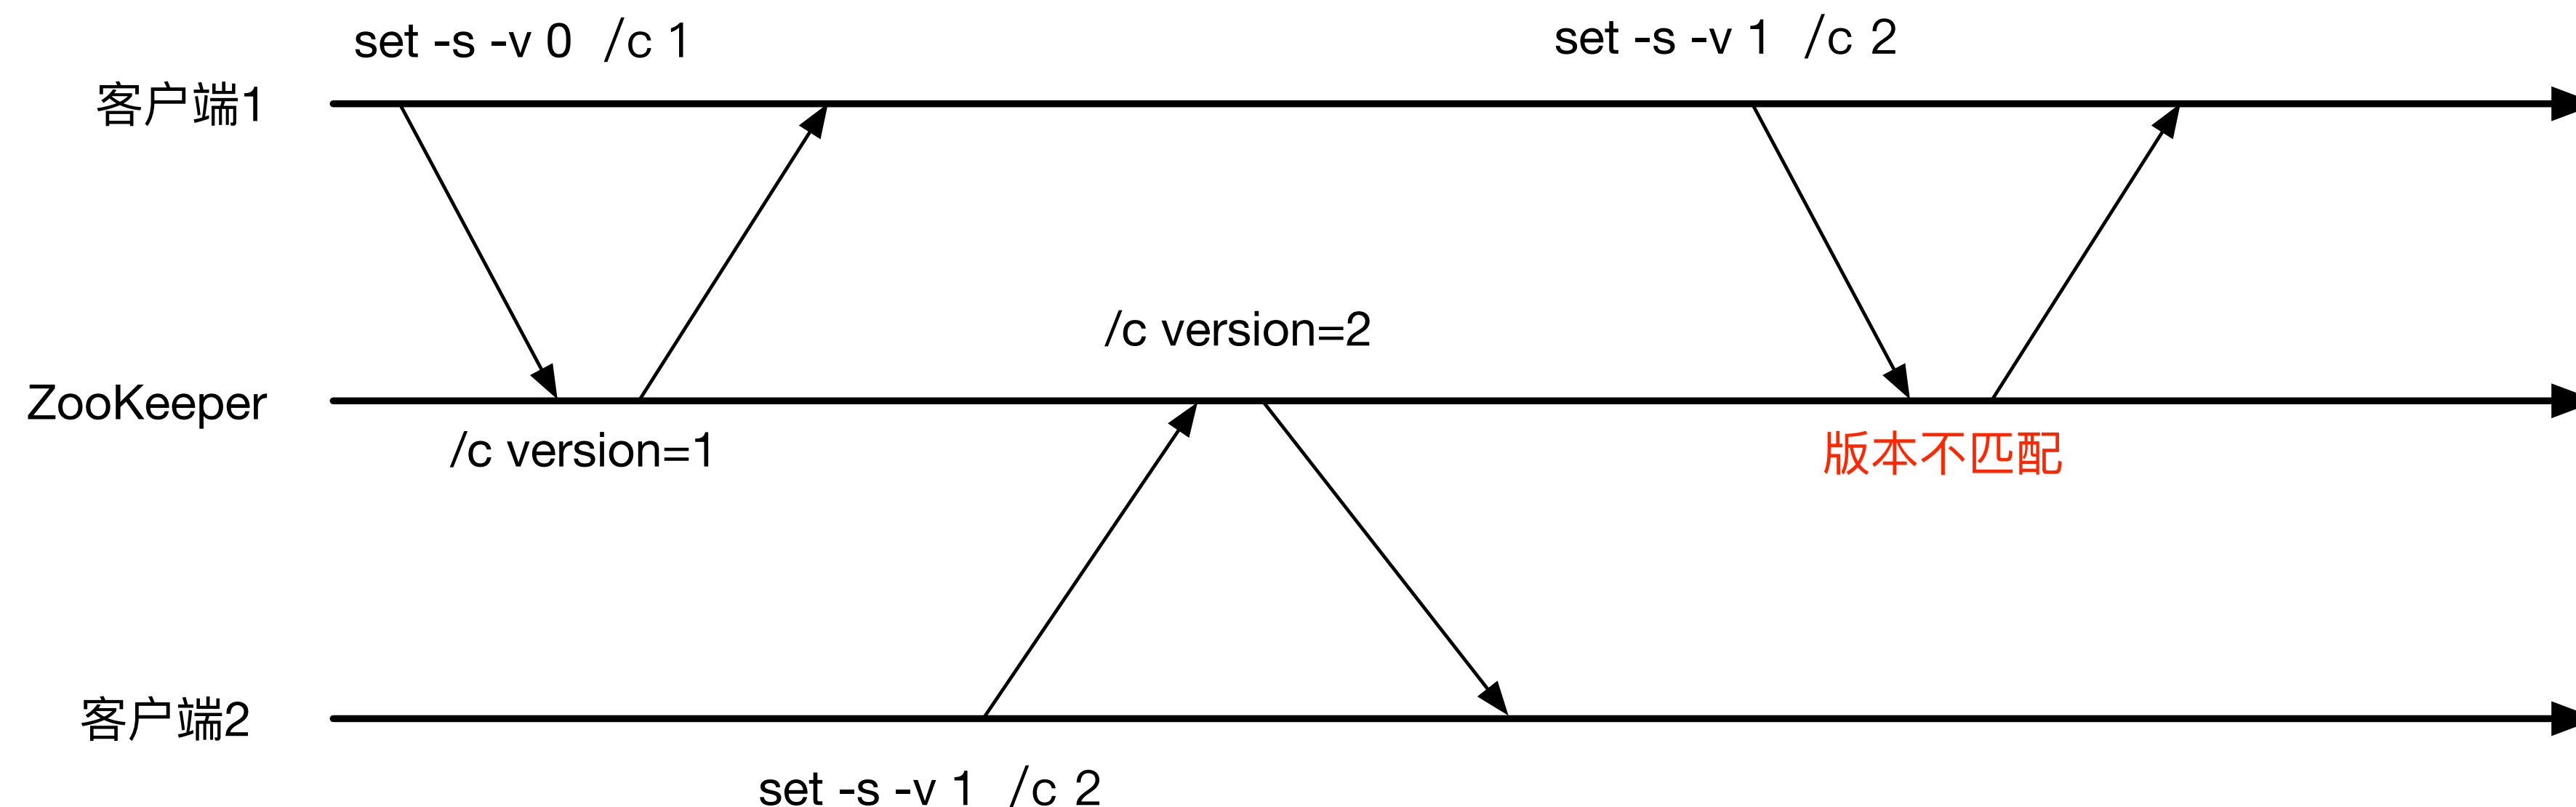 set -s -v 0 /c 1
set -s -v 1 /c 2
客户端1
/c version=2
ZooKeeper
/c version=1
版本不匹配
客户端2
set -s -v 1 /c 2